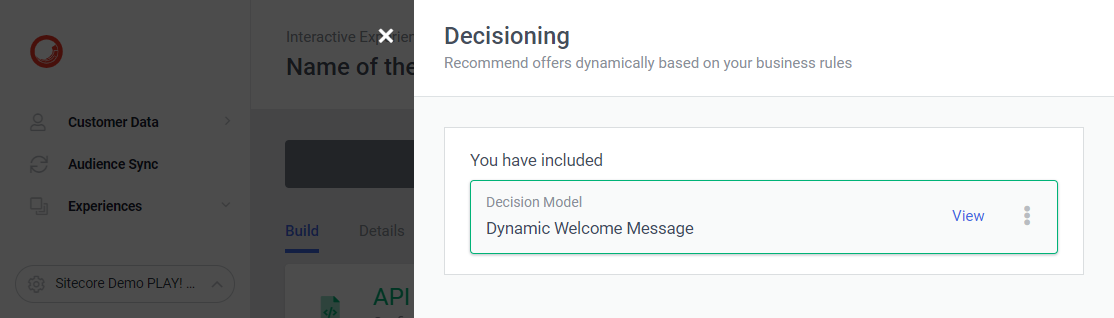 Interactive
Name of the
Customer Data
Audience Sync
Experiences
Sitecore Demo PLAY! ...
Build
Details
API
Decisioning
Recommend offers dynamically based on your business rules
You have included
Decision Model
Dynamic Welcome Message
View